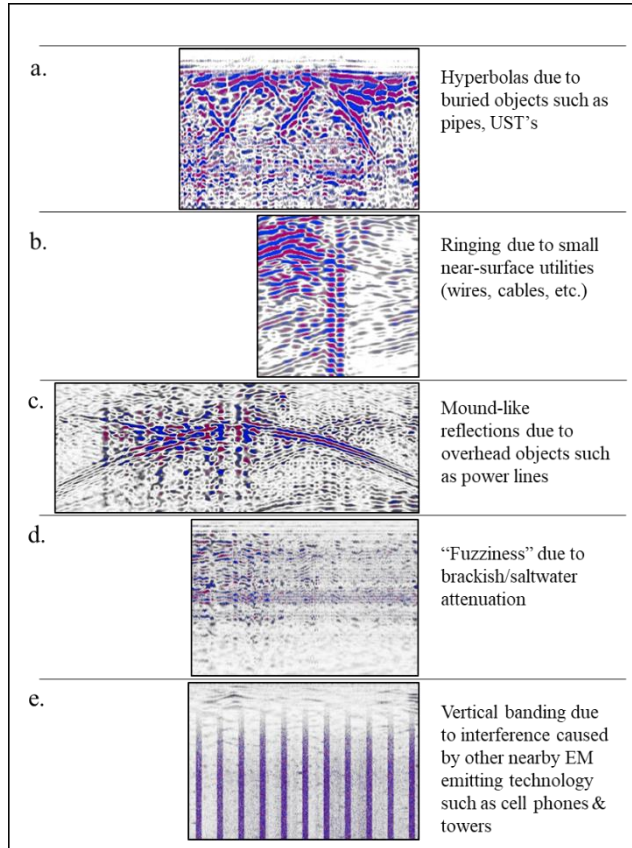 a.
Hyperbolas due to
buried objects such as
pipes, UST's
b.
Ringing due to small
near-surface utilities
(wires, cables, etc.)
c.
Mound-like
reflections due to
overhead objects such
as power lines
d.
“Fuzziness” due to
brackish/saltwater
attenuation
e.
Vertical banding due
to interference caused
by other nearby EM
emitting technology
such as cell phones &
towers